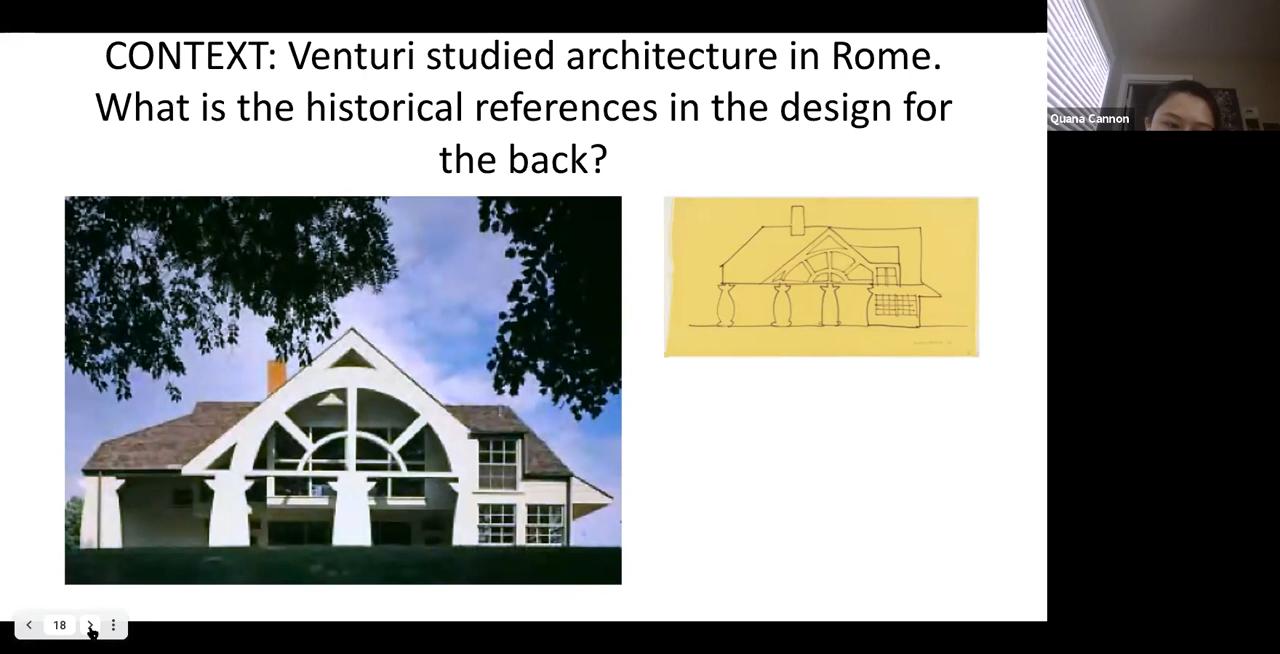 CONTEXT: Venturi studied architecture in Rome.
What is the historical references in the design for
the back?
Quana Cannon
18